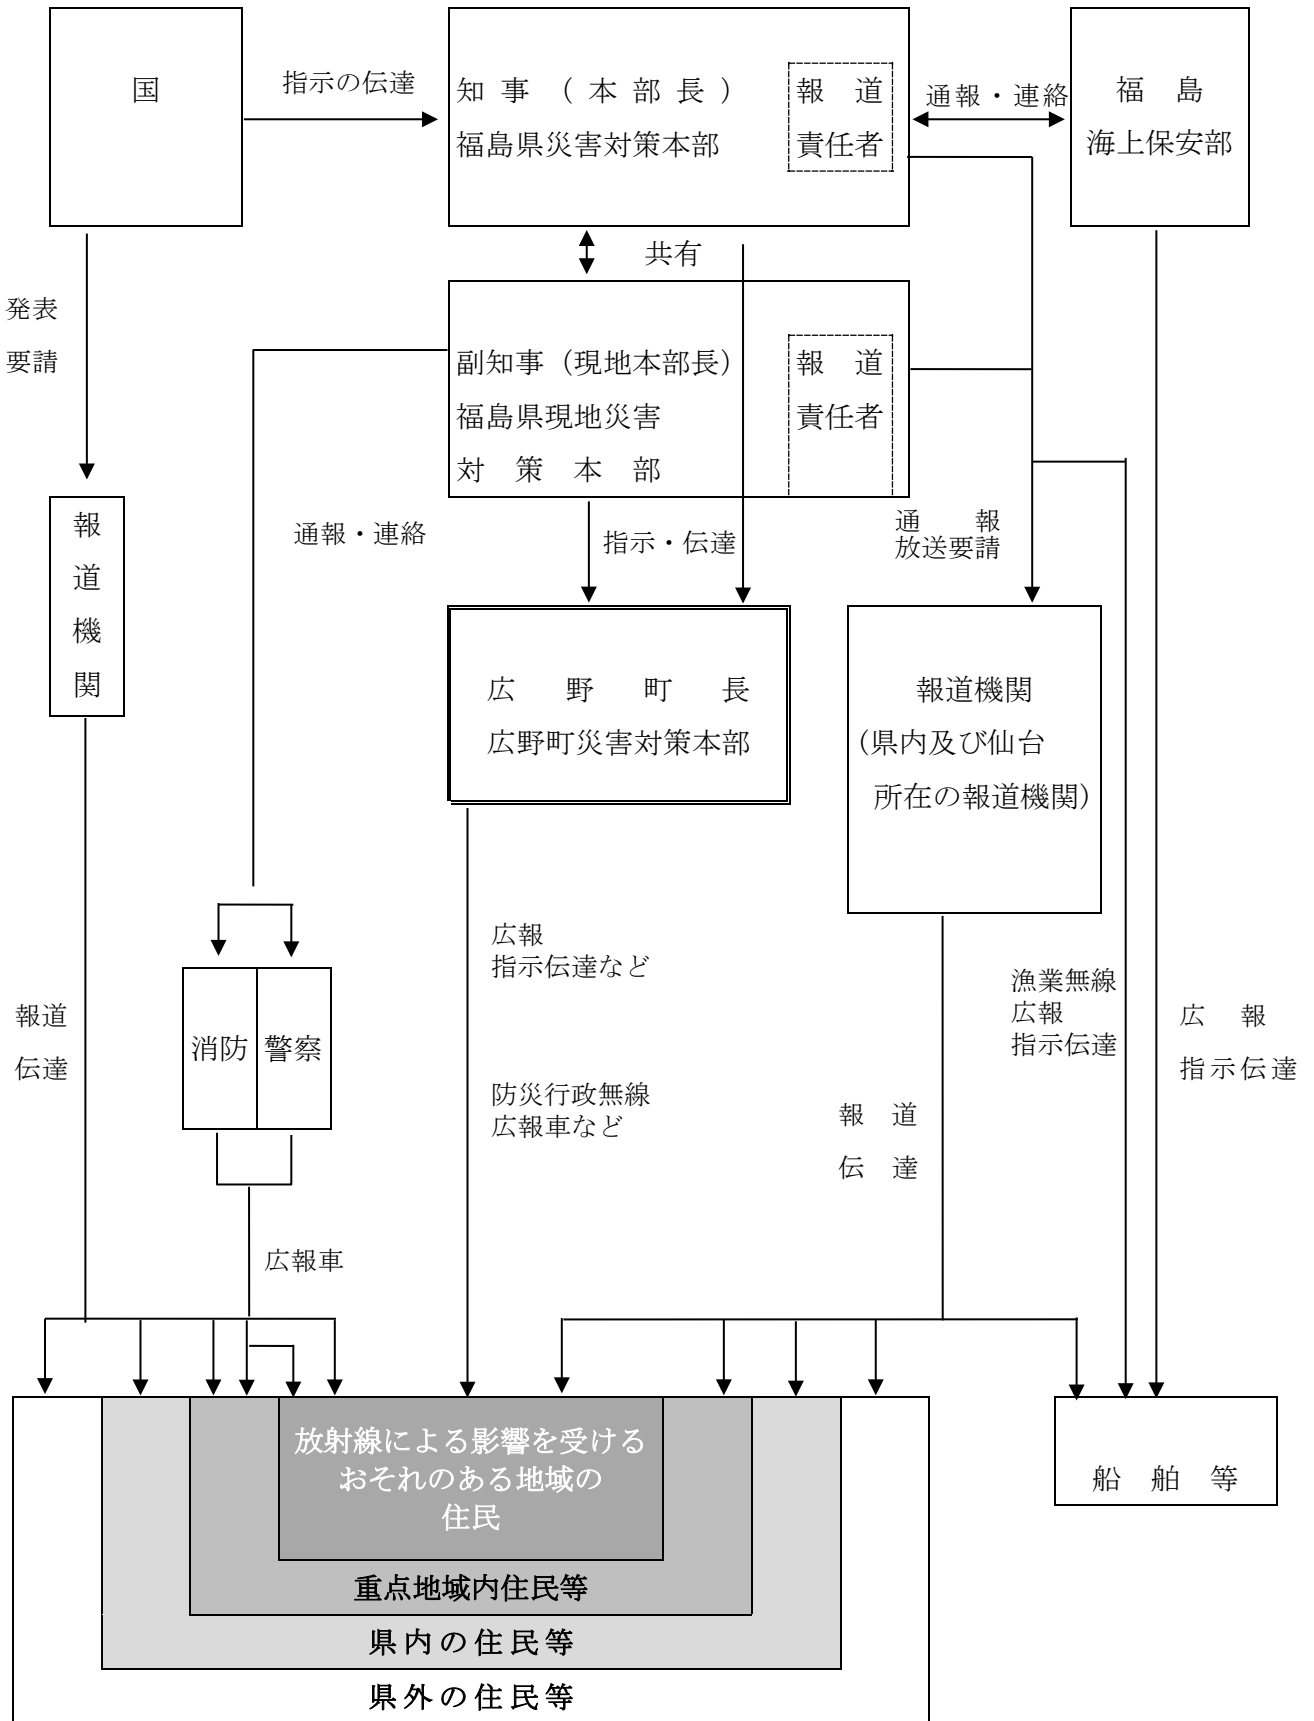 国
指示の伝達
知事（本部長）
福島県災害対策本部
報道
責任者
通報・連絡
福島
海上保安部
共有
発表
要請
副知事（現地本部長）
福島県現地災害
対策本部
報道
責任者
報道機関
通報・連絡
指示・伝達
通報
放送要請
広野町長
広野町災害対策本部
報道機関
（県内及び仙台
所在の報道機関）
広報
指示伝達など
漁業無線
広報
指示伝達
広報
指示伝達
報道
伝達
消防
警察
防災行政無線
広報車など
報道
伝達
広報車
放射線による影響を受ける
おそれのある地域の
住民
重点地域内住民等
県内の住民等
県外の住民等
船舶等